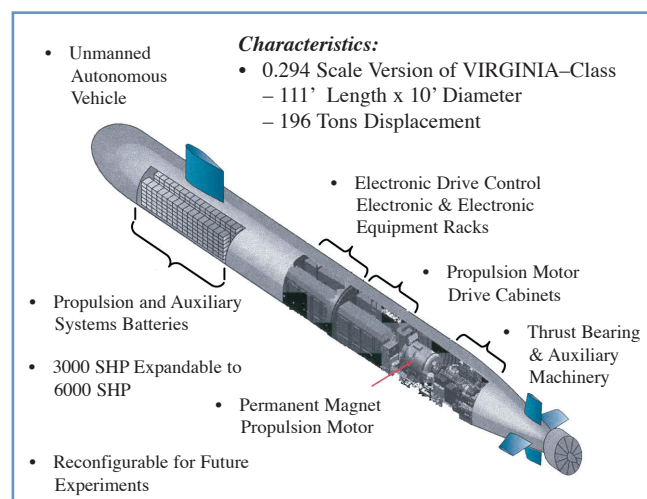 • Unmanned
Autonomous
Vehicle
Characteristics:
• 0.294 Scale Version of VIRGINIA–Class
– 111’ Length x 10’ Diameter
– 196 Tons Displacement
• Electronic Drive Control
Electronic & Electronic
Equipment Racks
• Propulsion Motor
Drive Cabinets
• Thrust Bearing
& Auxiliary
Machinery
• Propulsion and Auxiliary
Systems Batteries
• 3000 SHP Expandable to
6000 SHP
• Permanent Magnet
Propulsion Motor
• Reconfigurable for Future
Experiments